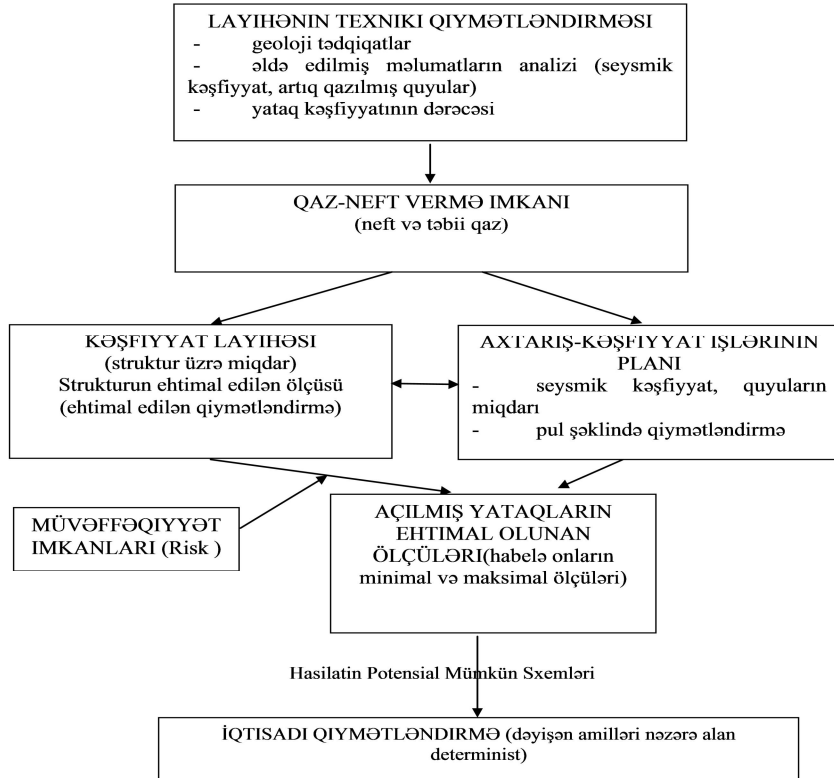 LAYIHƏNIN TEXNIKI QIYMƏTLƏNDIRMƏSI
- geoloji tədqiqatlar
- əldə edilmiş məlumatların analizi (seysmik
kəşfiyyat, artıq qazılmış quyular)
- yataq kəşfiyyatının dərəcəsi
QAZ-NEFT VERMƏ IMKANI
(neft və təbii qaz)
KƏŞFIYYAT LAYIHƏSI
(struktur üzrə miqdar)
Strukturun ehtimal edilən ölçüsü
(ehtimal edilən qiymətləndirmə)
AXTARIŞ-KƏŞFIYYAT IŞLƏRININ
PLANI
- seysmik kəşfiyyat, quyuların
miqdarı
- pul şəklində qiymətləndirmə
MÜVƏFFƏQIYYƏT
IMKANLARI (Risk )
AÇILMIŞ YATAQLARIN
EHTIMAL OLUNAN
ÖLÇÜLƏRI(habelə onların
minimal və maksimal ölçüləri)
Hasilatin Potensial Mümkün Sxemləri
İQTISADI QIYMƏTLƏNDIRMƏ (dəyişən amilləri nəzərə alan
determinist)